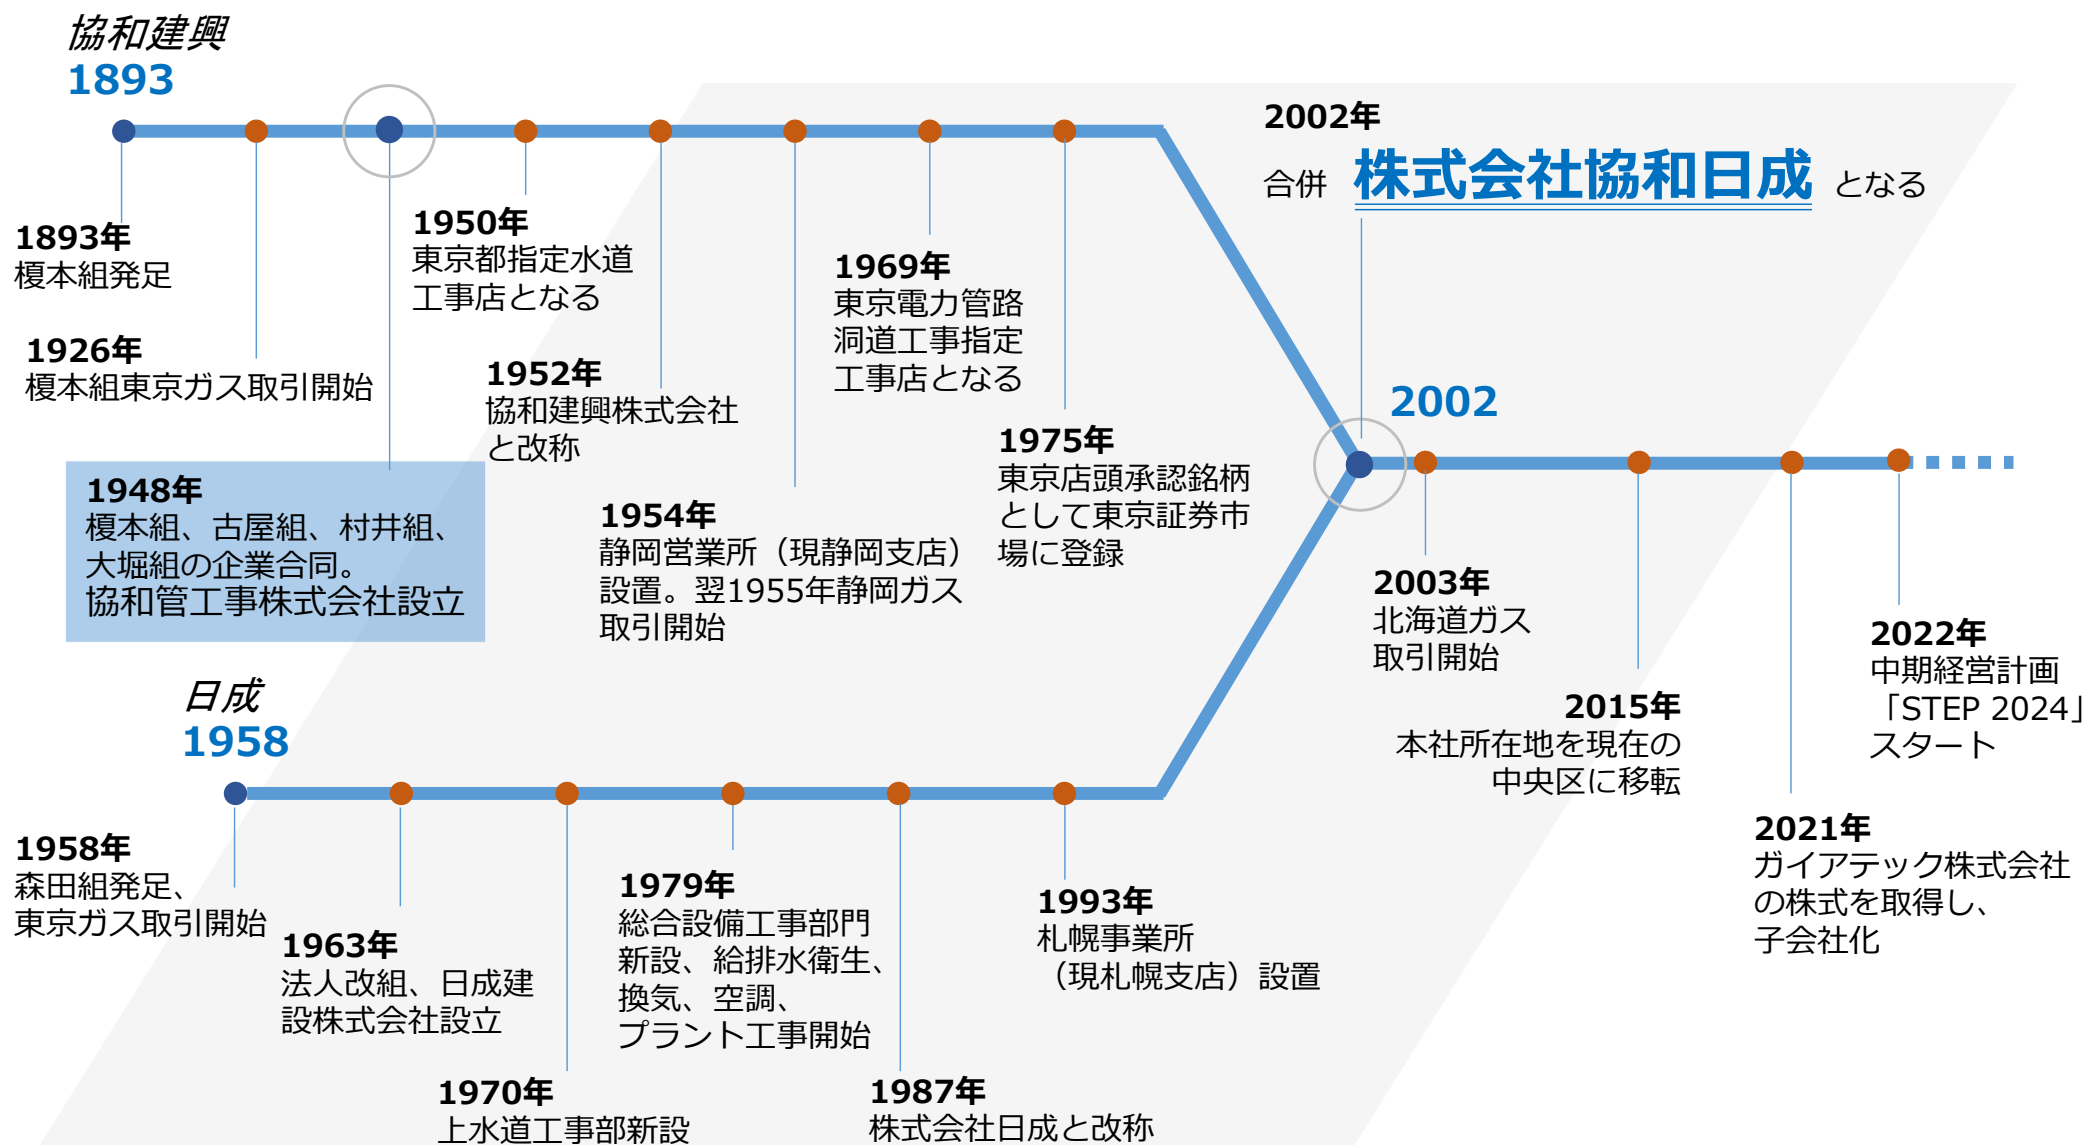 協和建興
1893
1893年
榎本組発足
1926年
榎本組東京ガス取引開始
1948年
榎本組、古屋組、村井組、
大堀組の企業合同。
協和管工事株式会社設立
1950年
東京都指定水道
工事店となる
1952年
協和建興株式会社
と改称
1954年
静岡営業所（現静岡支店）
設置。翌1955年静岡ガス
取引開始
1969年
東京電力管路
洞道工事指定
工事店となる
1975年
東京店頭承認銘柄
として東京証券市
場に登録
日成
1958
1958年
森田組発足、
東京ガス取引開始
1963年
法人改組、日成建
設株式会社設立
1970年
上水道工事部新設
1979年
総合設備工事部門
新設、給排水衛生、
換気、空調、
プラント工事開始
1987年
株式会社日成と改称
1993年
札幌事業所
（現札幌支店）設置
2002年
合併 株式会社協和日成 となる
2002
2003年
北海道ガス
取引開始
2015年
本社所在地を現在の
中央区に移転
2021年
ガイアテック株式会社
の株式を取得し、
子会社化
2022年
中期経営計画
「STEP 2024」
スタート